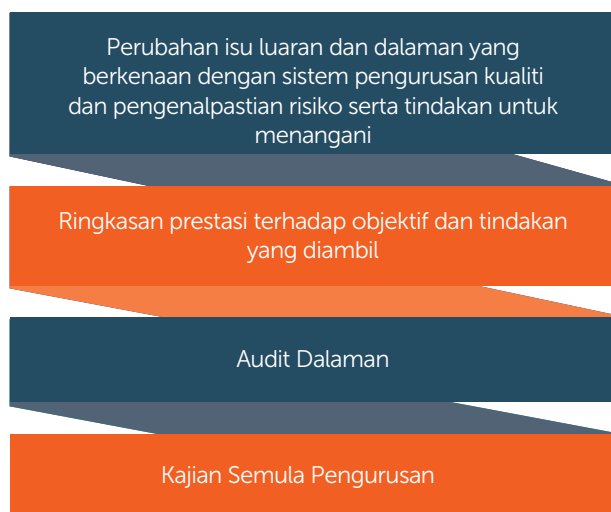 Perubahan isu luaran dan dalaman yang
berkenaan dengan sistem pengurusan kualiti
dan pengenalpastian risiko serta tindakan untuk
menangani
Ringkasan prestasi terhadap objektif dan tindakan
yang diambil
Audit Dalaman
Kajian Semula Pengurusan